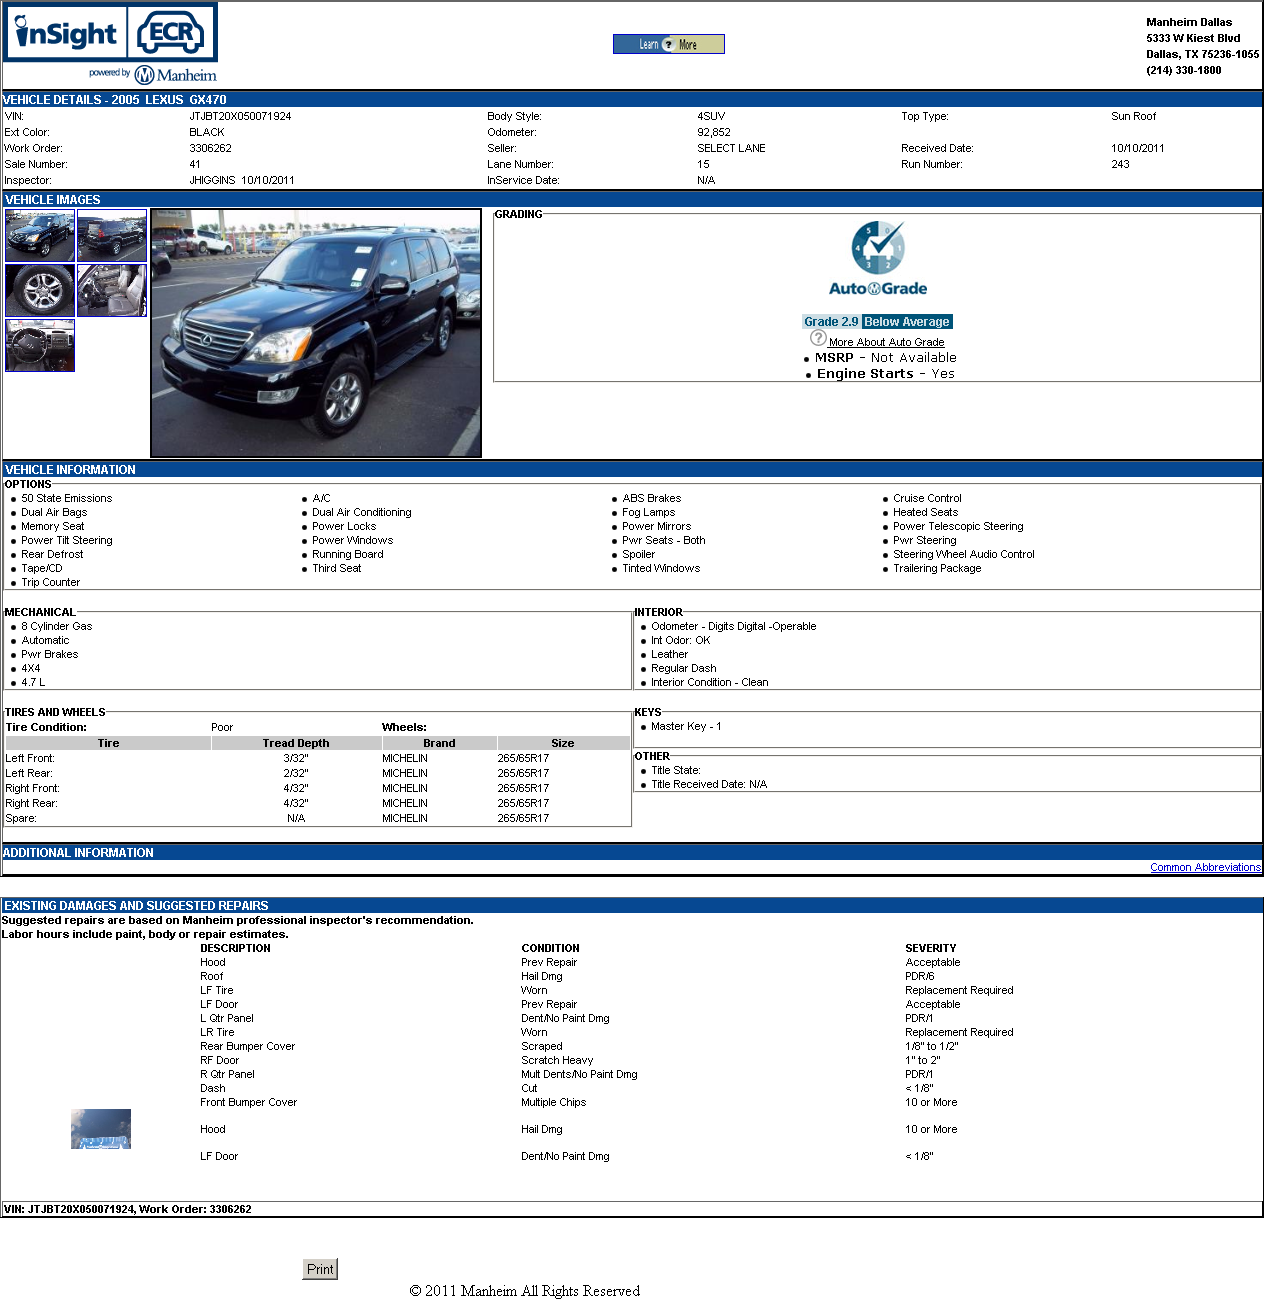 inSight ECR
powered by Manheim
Learn ? More
Manheim Dallas
5333 W Kiest Blvd
Dallas, TX 75236-1055
(214) 330-1800
VEHICLE DETAILS - 2005 LEXUS GX470
VIN: JTJBT20X050071924 Body Style: 4SUV Top Type: Sun Roof
Ext Color: BLACK Odometer: 92,852
Work Order: 3306262 Seller: SELECT LANE Received Date: 10/10/2011
Sale Number: 41 Lane Number: 15 Run Number: 243
Inspector: JHIGGINS 10/10/2011 InService Date: N/A
VEHICLE IMAGES
GRADING
5 0 1 4 3 2
AutoGrade
Grade 2.9 Below Average
? More About Auto Grade
• MSRP - Not Available
• Engine Starts - Yes
VEHICLE INFORMATION
OPTIONS
• 50 State Emissions • A/C • ABS Brakes • Cruise Control
• Dual Air Bags • Dual Air Conditioning • Fog Lamps • Heated Seats
• Memory Seat • Power Locks • Power Mirrors • Power Telescopic Steering
• Power Tilt Steering • Power Windows • Pwr Seats - Both • Pwr Steering
• Rear Defrost • Running Board • Spoiler • Steering Wheel Audio Control
• Tape/CD • Third Seat • Tinted Windows • Trailering Package
• Trip Counter
MECHANICAL
• 8 Cylinder Gas
• Automatic
• Pwr Brakes
• 4X4
• 4.7 L
INTERIOR
• Odometer - Digits Digital -Operable
• Int Odor: OK
• Leather
• Regular Dash
• Interior Condition - Clean
TIRES AND WHEELS
Tire Condition: Poor Wheels:
Tire Tread Depth Brand Size
Left Front: 3/32" MICHELIN 265/65R17
Left Rear: 2/32" MICHELIN 265/65R17
Right Front: 4/32" MICHELIN 265/65R17
Right Rear: 4/32" MICHELIN 265/65R17
Spare: N/A MICHELIN 265/65R17
KEYS
• Master Key - 1
OTHER
• Title State:
• Title Received Date: N/A
ADDITIONAL INFORMATION
Common Abbreviations
EXISTING DAMAGES AND SUGGESTED REPAIRS
Suggested repairs are based on Manheim professional inspector's recommendation.
Labor hours include paint, body or repair estimates.
DESCRIPTION CONDITION SEVERITY
Hood Prev Repair Acceptable
Roof Hail Dmg PDR/6
LF Tire Worn Replacement Required
LF Door Prev Repair Acceptable
L Qtr Panel Dent/No Paint Dmg PDR/1
LR Tire Worn Replacement Required
Rear Bumper Cover Scraped 1/8" to 1/2"
RF Door Scratch Heavy 1" to 2"
R Qtr Panel Mult Dents/No Paint Dmg PDR/1
Dash Cut < 1/8"
Front Bumper Cover Multiple Chips 10 or More
Hood Hail Dmg 10 or More
LF Door Dent/No Paint Dmg < 1/8"
VIN: JTJBT20X050071924, Work Order: 3306262
Print
© 2011 Manheim All Rights Reserved